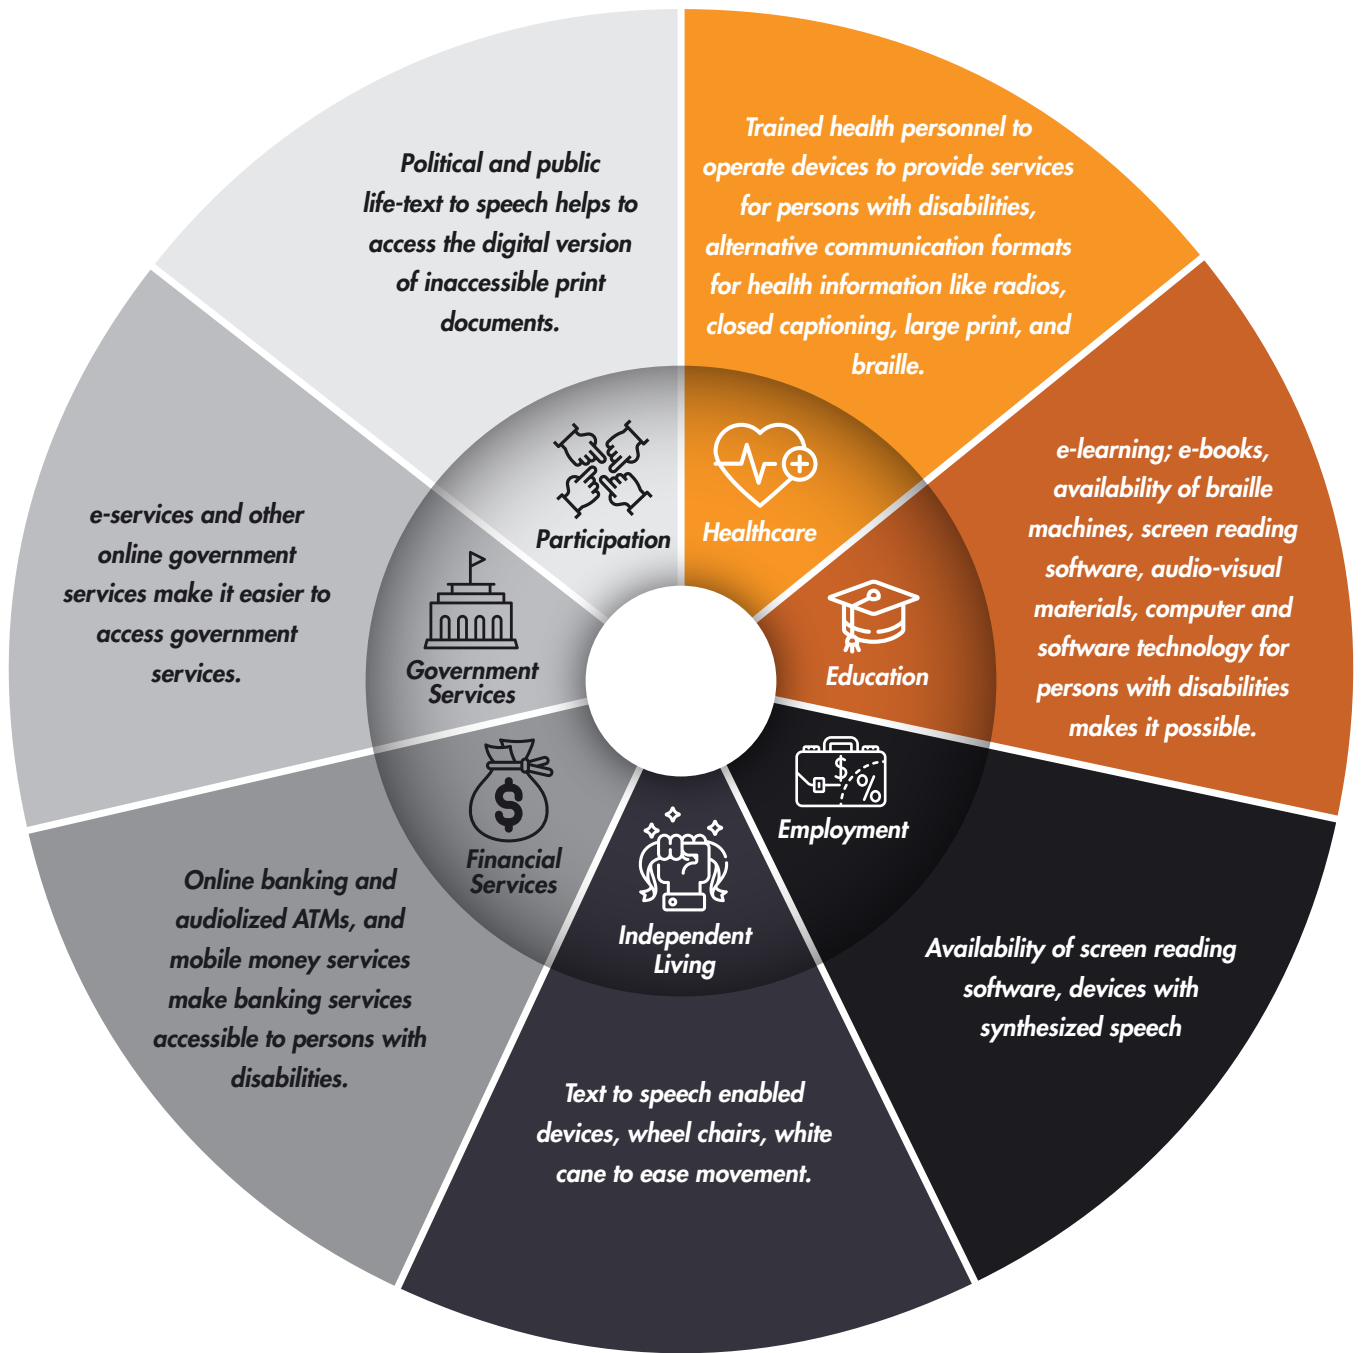 Trained health personnel to
operate devices to provide services
for persons with disabilities,
alternative communication formats
for health information like radios,
closed captioning, large print, and
braille.
Healthcare
e-learning; e-books,
availability of braille
machines, screen reading
software, audio-visual
materials, computer and
software technology for
persons with disabilities
makes it possible.
Education
Availability of screen reading
software, devices with
synthesized speech
Employment
Text to speech enabled
devices, wheel chairs, white
cane to ease movement.
Independent
Living
Online banking and
audiolized ATMs, and
mobile money services
make banking services
accessible to persons with
disabilities.
Financial
Services
$
e-services and other
online government
services make it easier to
access government
services.
Government
Services
Political and public
life-text to speech helps to
access the digital version
of inaccessible print
documents.
Participation
$
%